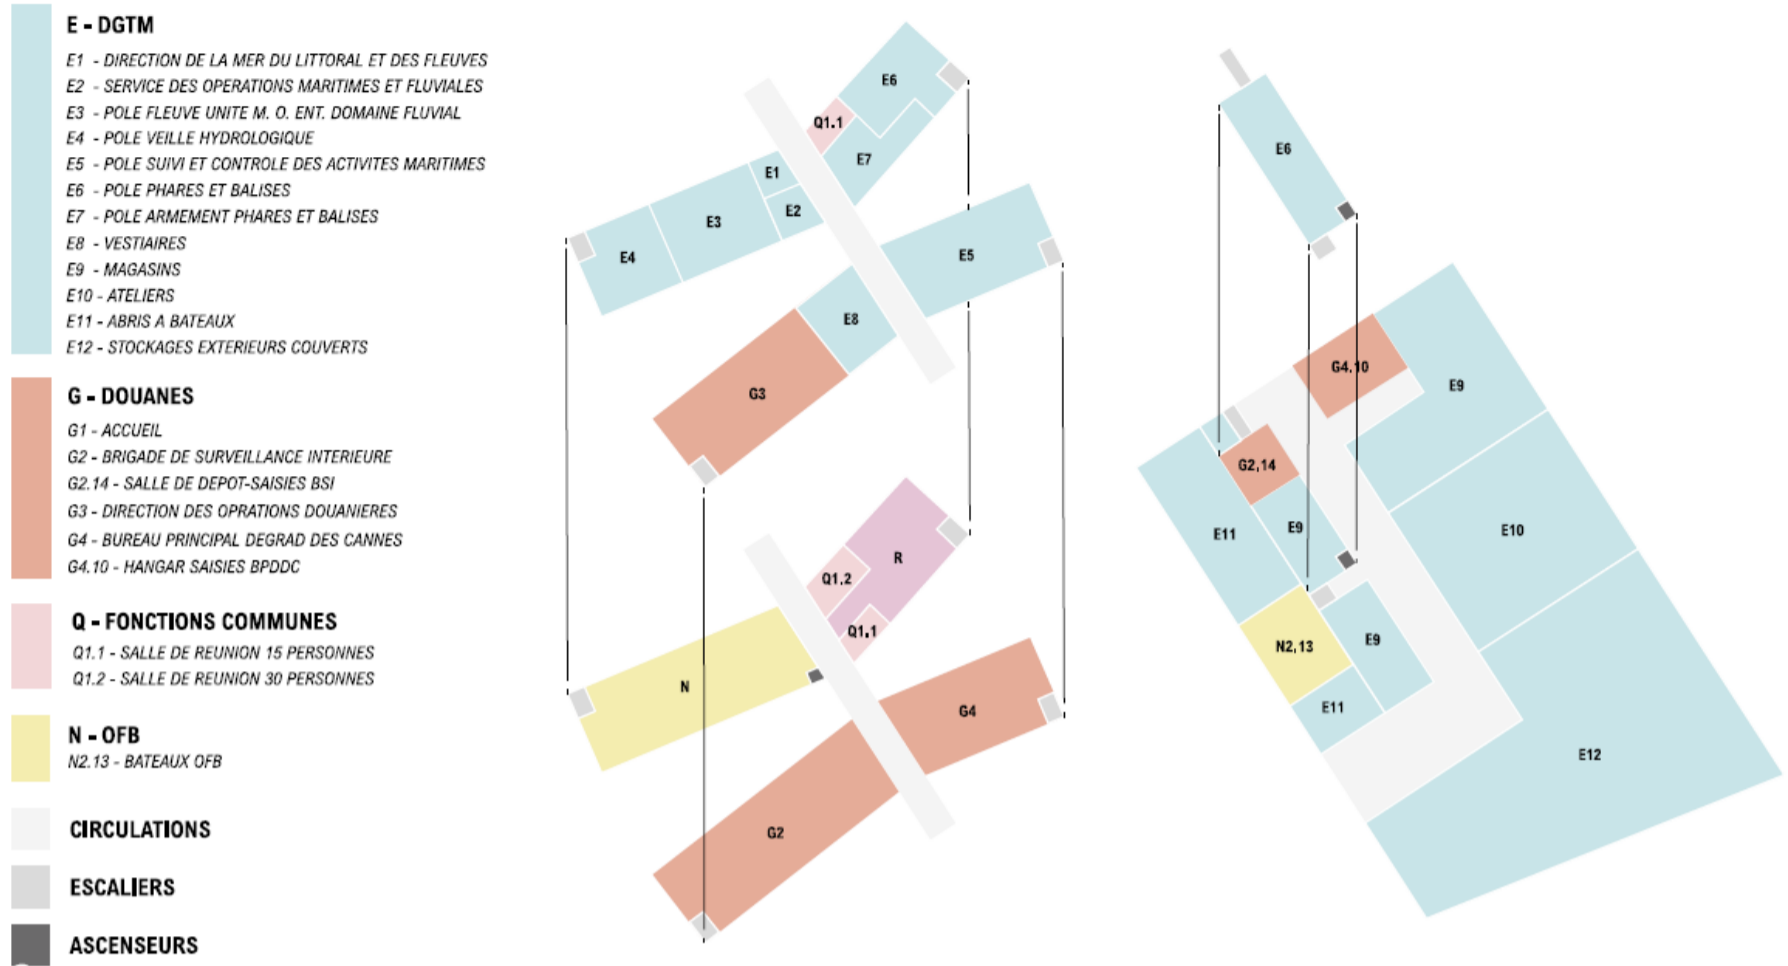 E - DGTM
E1 - DIRECTION DE LA MER DU LITTORAL ET DES FLEUVES
E2 - SERVICE DES OPERATIONS MARITIMES ET FLUVIALES
E3 - POLE FLEUVE UNITE M. O. ENT. DOMAINE FLUVIAL
E4 - POLE VEILLE HYDROLOGIQUE
E5 - POLE SUIVI ET CONTROLE DES ACTIVITES MARITIMES
E6 - POLE PHARES ET BALISES
E7 - POLE ARMEMENT PHARES ET BALISES
E8 - VESTIAIRES
E9 - MAGASINS
E10 - ATELIERS
E11 - ABRIS A BATEAUX
E12 - STOCKAGES EXTERIEURS COUVERTS
G - DOUANES
G1 - ACCUEIL
G2 - BRIGADE DE SURVEILLANCE INTERIEURE
G2.14 - SALLE DE DEPOT-SAISIES BSI
G3 - DIRECTION DES OPRATIONS DOUANIERES
G4 - BUREAU PRINCIPAL DEGRAD DES CANNES
G4.10 - HANGAR SAISIES BPDDC
Q - FONCTIONS COMMUNES
Q1.1 - SALLE DE REUNION 15 PERSONNES
Q1.2 - SALLE DE REUNION 30 PERSONNES
N - OFB
N2.13 - BATEAUX OFB
CIRCULATIONS
ESCALIERS
ASCENSEURS
E6
Q1.1
E7
E1
E2
E3
E4
E5
E8
G3
R
Q1.2
Q1.1
N
G4
G2
E6
G4.10
E9
G2.14
E11
E9
E10
N2.13
E9
E11
E12